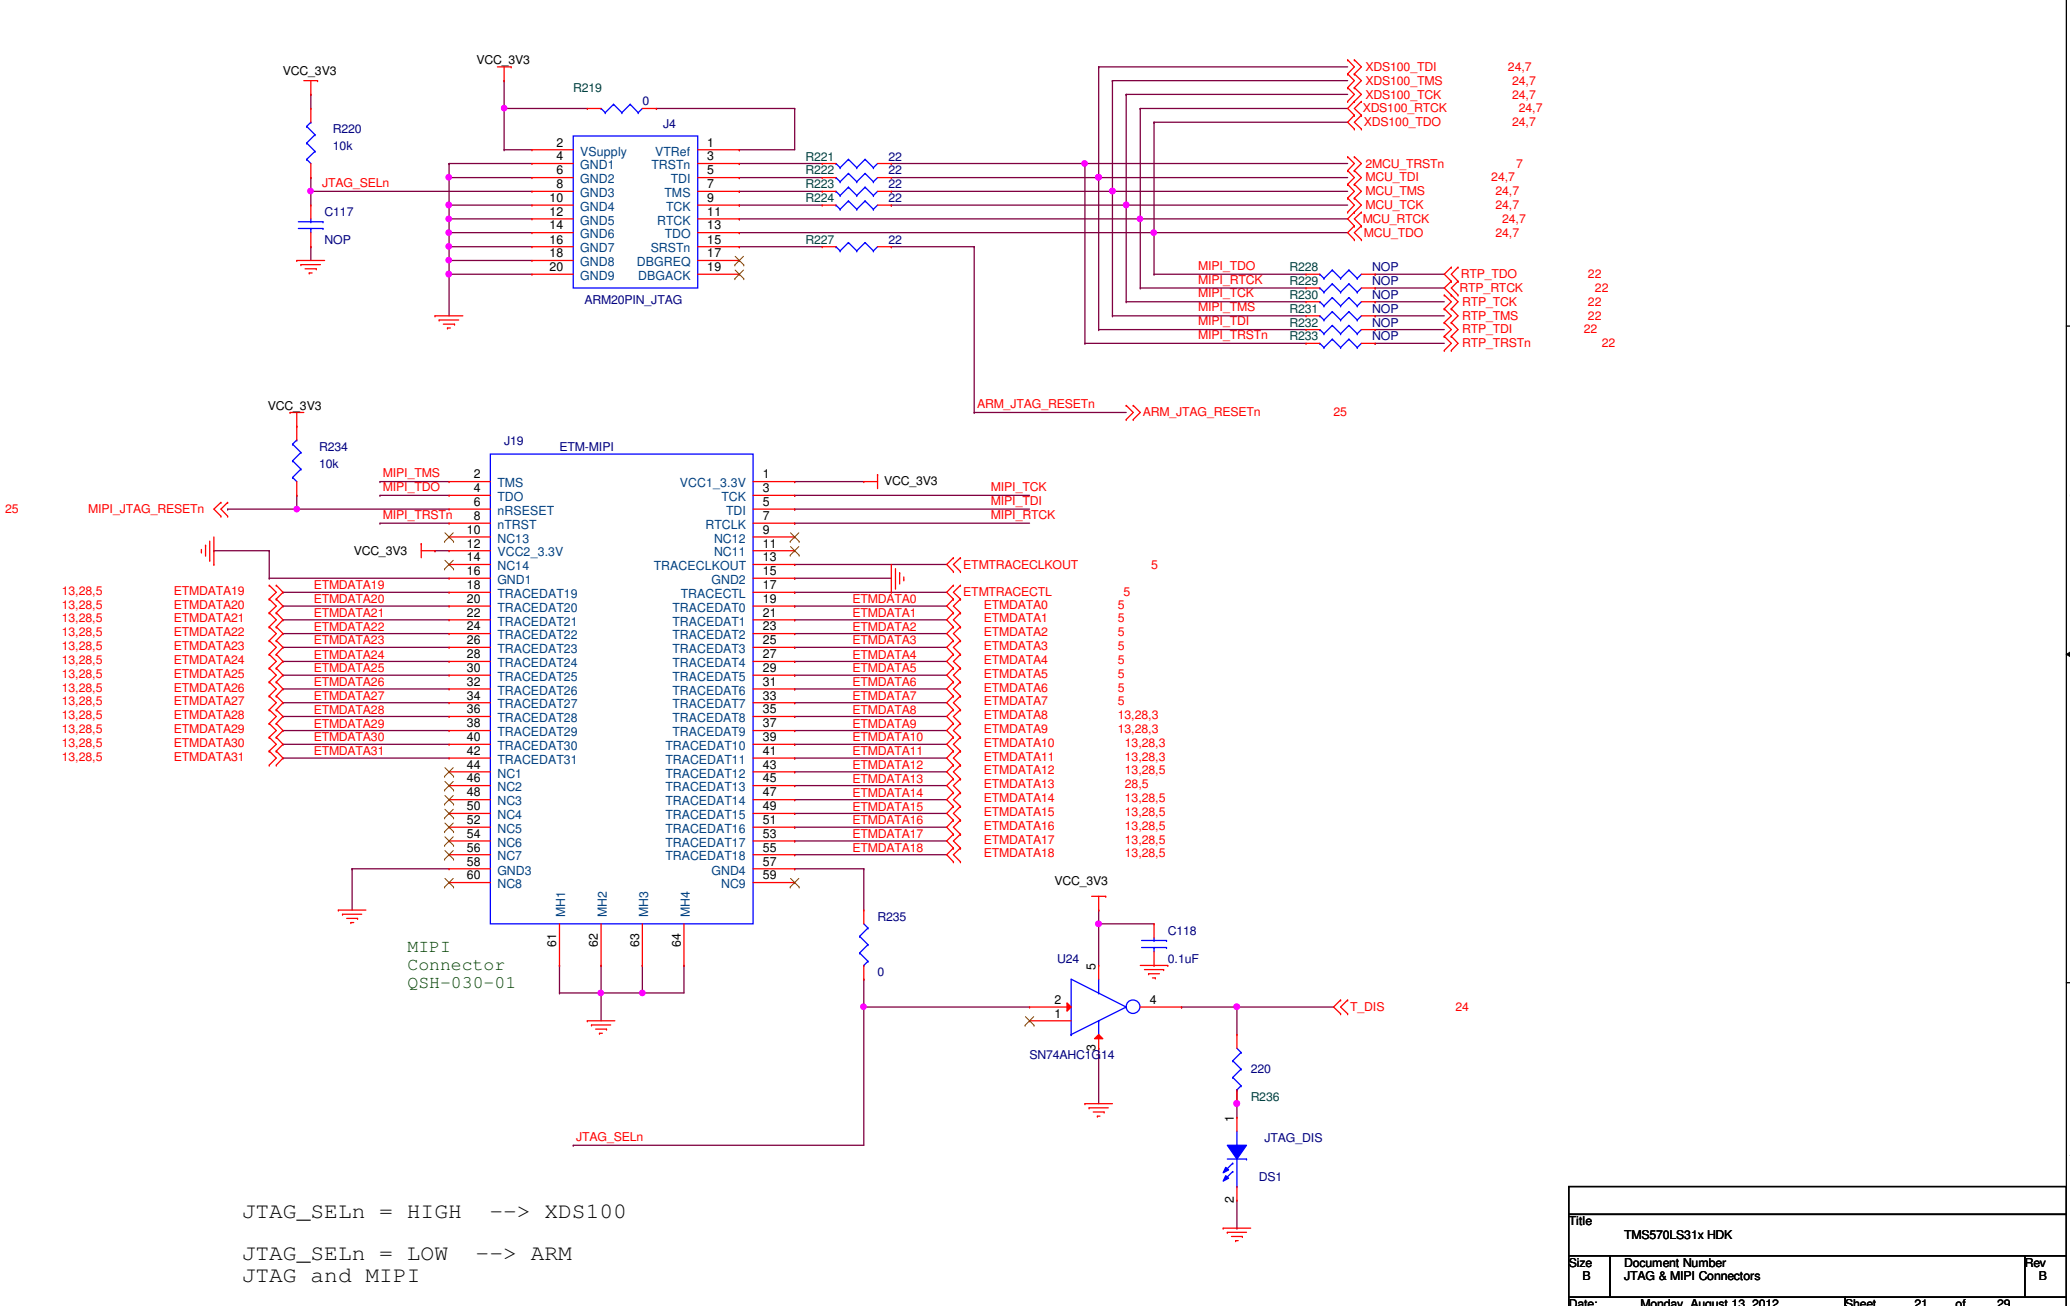 VCC_3V3
R220
10k
JTAG_SELn
C117
NOP
VCC_3V3
R219
0
J4
2 VSupply VTRef 1
4 GND1 TRSTn 3
6 GND2 TDI 5
8 GND3 TMS 7
10 GND4 TCK 9
12 GND5 RTCK 11
14 GND6 TDO 13
16 GND7 SRSTn 15
18 GND8 DBGREQ 17
20 GND9 DBGACK 19
ARM20PIN_JTAG
R221 22
R222 22
R223 22
R224 22
R227 22
XDS100_TDI 24,7
XDS100_TMS 24,7
XDS100_TCK 24,7
XDS100_RTCK 24,7
XDS100_TDO 24,7
2MCU_TRSTn 7
MCU_TDI 24,7
MCU_TMS 24,7
MCU_TCK 24,7
MCU_RTCK 24,7
MCU_TDO 24,7
MIPI_TDO R228 NOP RTP_TDO 22
MIPI_RTCK R229 NOP RTP_RTCK 22
MIPI_TCK R230 NOP RTP_TCK 22
MIPI_TMS R231 NOP RTP_TMS 22
MIPI_TDI R232 NOP RTP_TDI 22
MIPI_TRSTn R233 NOP RTP_TRSTn 22
ARM_JTAG_RESETn ARM_JTAG_RESETn 25
VCC_3V3
R234
10k
25 MIPI_JTAG_RESETn
J19 ETM-MIPI
MIPI_TMS 2 TMS VCC1_3.3V 1 VCC_3V3
MIPI_TDO 4 TDO TCK 3 MIPI_TCK
6 nRSESET TDI 5 MIPI_TDI
MIPI_TRSTn 8 nTRST RTCLK 7 MIPI_RTCK
10 NC13 NC12 9
VCC_3V3 12 VCC2_3.3V NC11 11
14 NC14 TRACECLKOUT 13 ETMTRACECLKOUT 5
16 GND1 GND2 15
13,28,5 ETMDATA19 ETMDATA19 18 TRACEDAT19 TRACECTL 17 ETMTRACECTL 5
13,28,5 ETMDATA20 ETMDATA20 20 TRACEDAT20 TRACEDAT0 19 ETMDATA0 ETMDATA0 5
13,28,5 ETMDATA21 ETMDATA21 22 TRACEDAT21 TRACEDAT1 21 ETMDATA1 ETMDATA1 5
13,28,5 ETMDATA22 ETMDATA22 24 TRACEDAT22 TRACEDAT2 23 ETMDATA2 ETMDATA2 5
13,28,5 ETMDATA23 ETMDATA23 26 TRACEDAT23 TRACEDAT3 25 ETMDATA3 ETMDATA3 5
13,28,5 ETMDATA24 ETMDATA24 28 TRACEDAT24 TRACEDAT4 27 ETMDATA4 ETMDATA4 5
13,28,5 ETMDATA25 ETMDATA25 30 TRACEDAT25 TRACEDAT5 29 ETMDATA5 ETMDATA5 5
13,28,5 ETMDATA26 ETMDATA26 32 TRACEDAT26 TRACEDAT6 31 ETMDATA6 ETMDATA6 5
13,28,5 ETMDATA27 ETMDATA27 34 TRACEDAT27 TRACEDAT7 33 ETMDATA7 ETMDATA7 5
13,28,5 ETMDATA28 ETMDATA28 36 TRACEDAT28 TRACEDAT8 35 ETMDATA8 ETMDATA8 13,28,3
13,28,5 ETMDATA29 ETMDATA29 38 TRACEDAT29 TRACEDAT9 37 ETMDATA9 ETMDATA9 13,28,3
13,28,5 ETMDATA30 ETMDATA30 40 TRACEDAT30 TRACEDAT10 39 ETMDATA10 ETMDATA10 13,28,3
13,28,5 ETMDATA31 ETMDATA31 42 TRACEDAT31 TRACEDAT11 41 ETMDATA11 ETMDATA11 13,28,3
44 NC1 TRACEDAT12 43 ETMDATA12 ETMDATA12 13,28,5
46 NC2 TRACEDAT13 45 ETMDATA13 ETMDATA13 28,5
48 NC3 TRACEDAT14 47 ETMDATA14 ETMDATA14 13,28,5
50 NC4 TRACEDAT15 49 ETMDATA15 ETMDATA15 13,28,5
52 NC5 TRACEDAT16 51 ETMDATA16 ETMDATA16 13,28,5
54 NC6 TRACEDAT17 53 ETMDATA17 ETMDATA17 13,28,5
56 NC7 TRACEDAT18 55 ETMDATA18 ETMDATA18 13,28,5
58 GND3 GND4 57
60 NC8 NC9 59
MH1 MH2 MH3 MH4
61 62 63 64
MIPI
Connector
QSH-030-01
R235
0
VCC_3V3
C118
0.1uF
U24
5
2 4
1
3
SN74AHC1G14
T_DIS 24
220
R236
1
JTAG_DIS
DS1
2
JTAG_SELn
JTAG_SELn = HIGH --> XDS100
JTAG_SELn = LOW --> ARM
JTAG and MIPI
Title
TMS570LS31x HDK
Size Document Number Rev
B JTAG & MIPI Connectors B
Date: Monday, August 13, 2012 Sheet 21 of 29